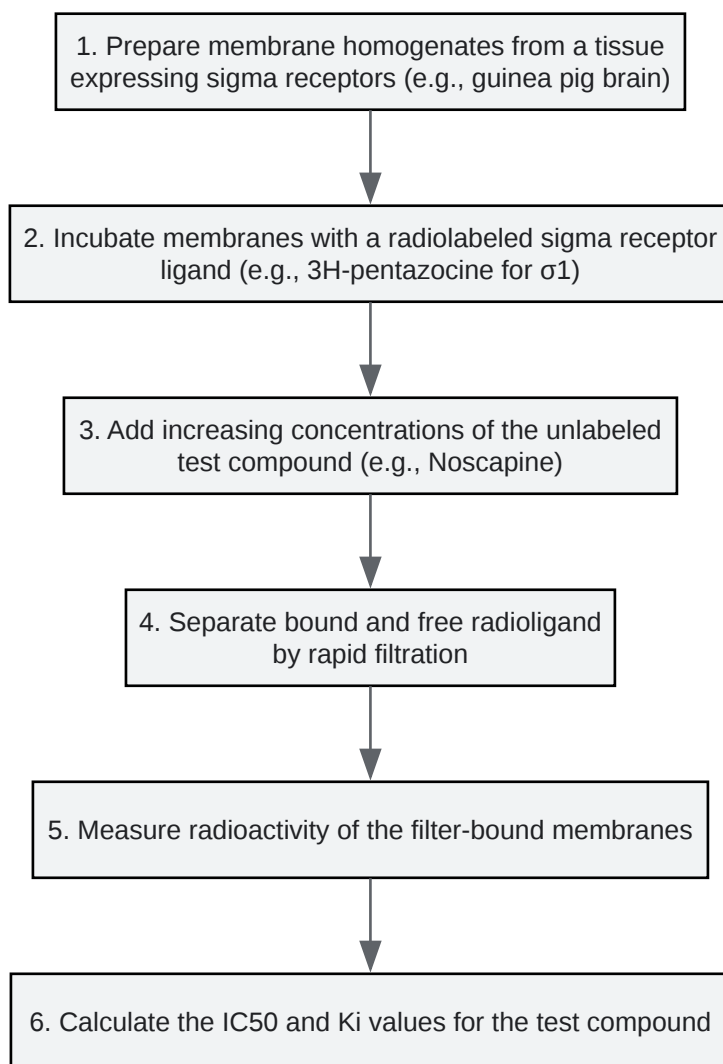 1. Prepare membrane homogenates from a tissue
expressing sigma receptors (e.g., guinea pig brain)
2. Incubate membranes with a radiolabeled sigma receptor
ligand (e.g., 3H-pentazocine for σ1)
3. Add increasing concentrations of the unlabeled
test compound (e.g., Noscapine)
4. Separate bound and free radioligand
by rapid filtration
5. Measure radioactivity of the filter-bound membranes
6. Calculate the IC50 and Ki values for the test compound